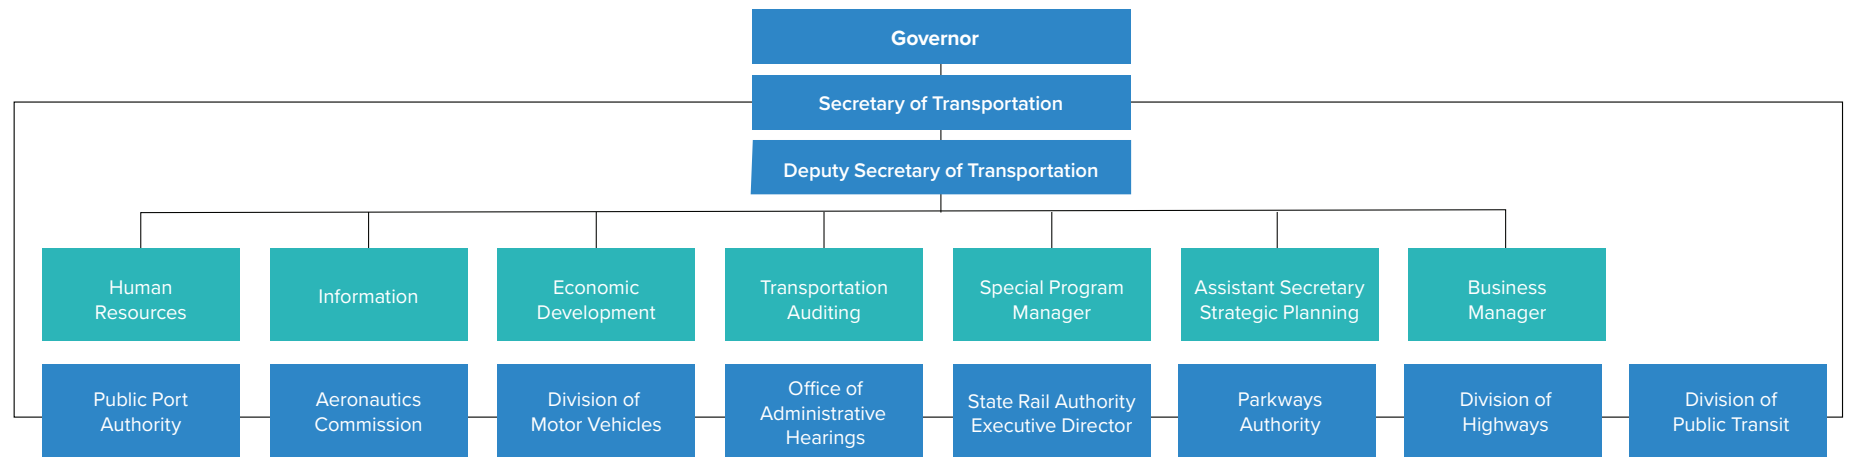 Governor
Secretary of Transportation
Deputy Secretary of Transportation
Human
Resources
Information
Economic
Development
Transportation
Auditing
Special Program
Manager
Assistant Secretary
Strategic Planning
Business
Manager
Public Port
Authority
Aeronautics
Commission
Division of
Motor Vehicles
Office of
Administrative
Hearings
State Rail Authority
Executive Director
Parkways
Authority
Division of
Highways
Division of
Public Transit